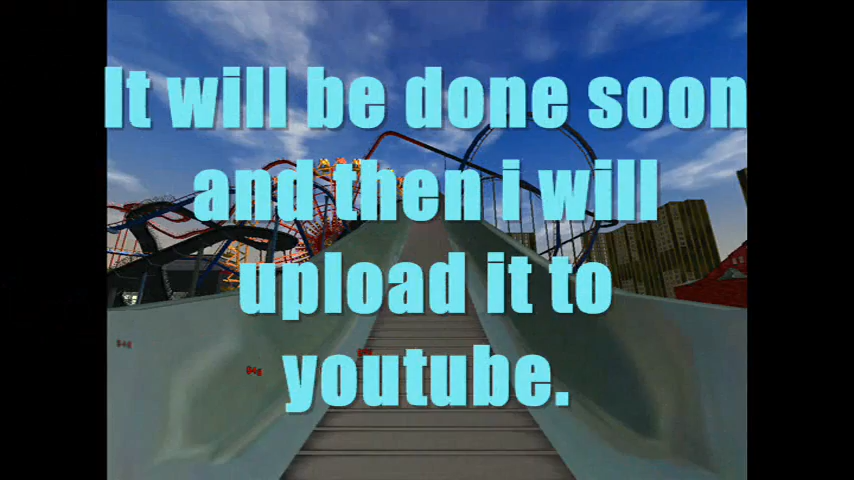 It will be done soon
and then i will
upload it to
youtube.